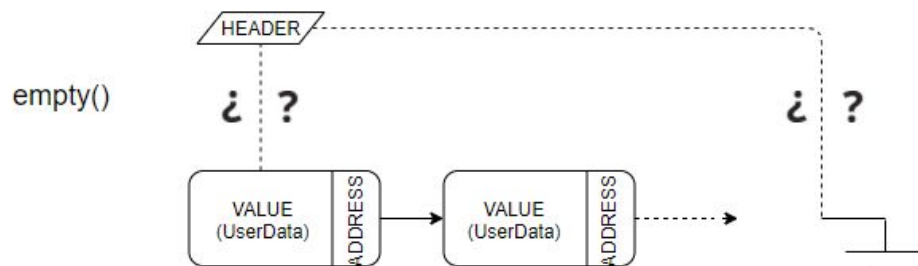 HEADER
empty()
¿ ?
¿ ?
VALUE
(UserData)
ADDRESS
VALUE
(UserData)
ADDRESS